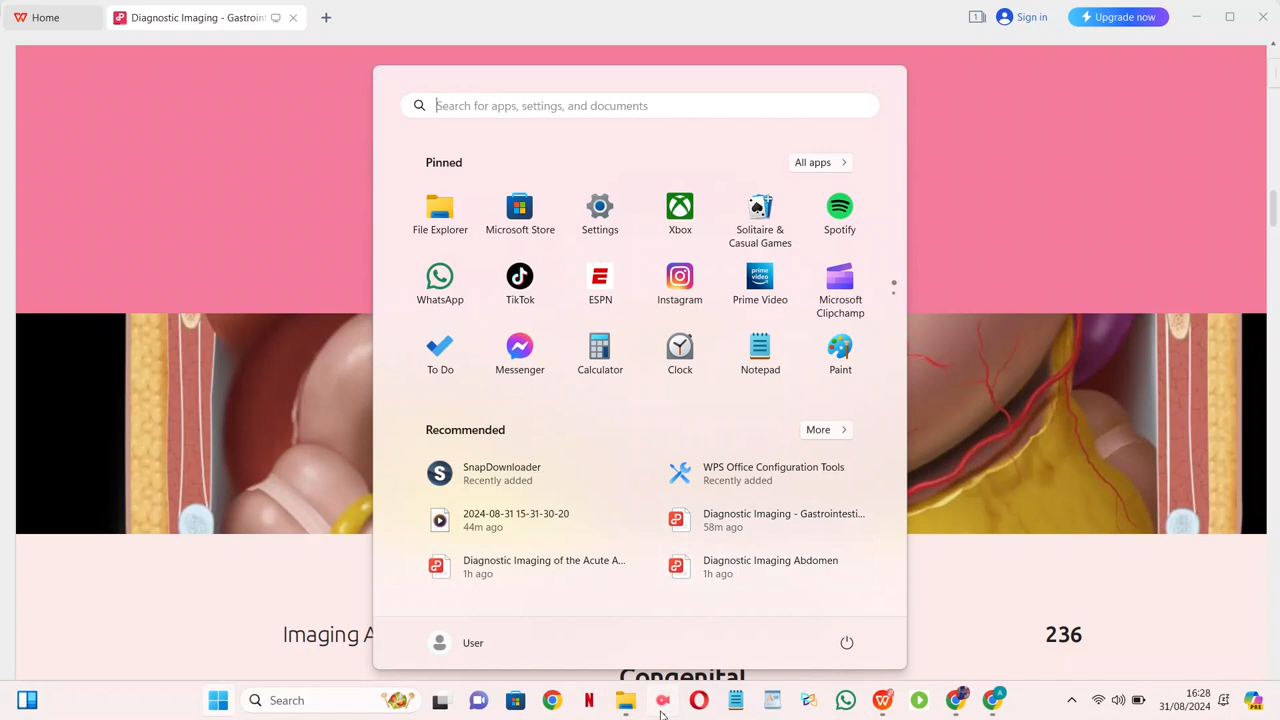 Home
Diagnostic Imaging - Gastroint
1
Sign in
Upgrade now
Search for apps, settings, and documents
Pinned
All apps
File Explorer
Microsoft Store
Settings
Xbox
Solitaire &
Casual Games
Spotify
WhatsApp
TikTok
ESPN
Instagram
Prime Video
Microsoft
Clipchamp
To Do
Messenger
Calculator
Clock
Notepad
Paint
Recommended
More
SnapDownloader
Recently added
WPS Office Configuration Tools
Recently added
2024-08-31 15-31-30-20
44m ago
Diagnostic Imaging - Gastrointesti...
58m ago
Diagnostic Imaging of the Acute A...
1h ago
Diagnostic Imaging Abdomen
1h ago
Imaging A
236
User
Congenital
Search
16:28
31/08/2024